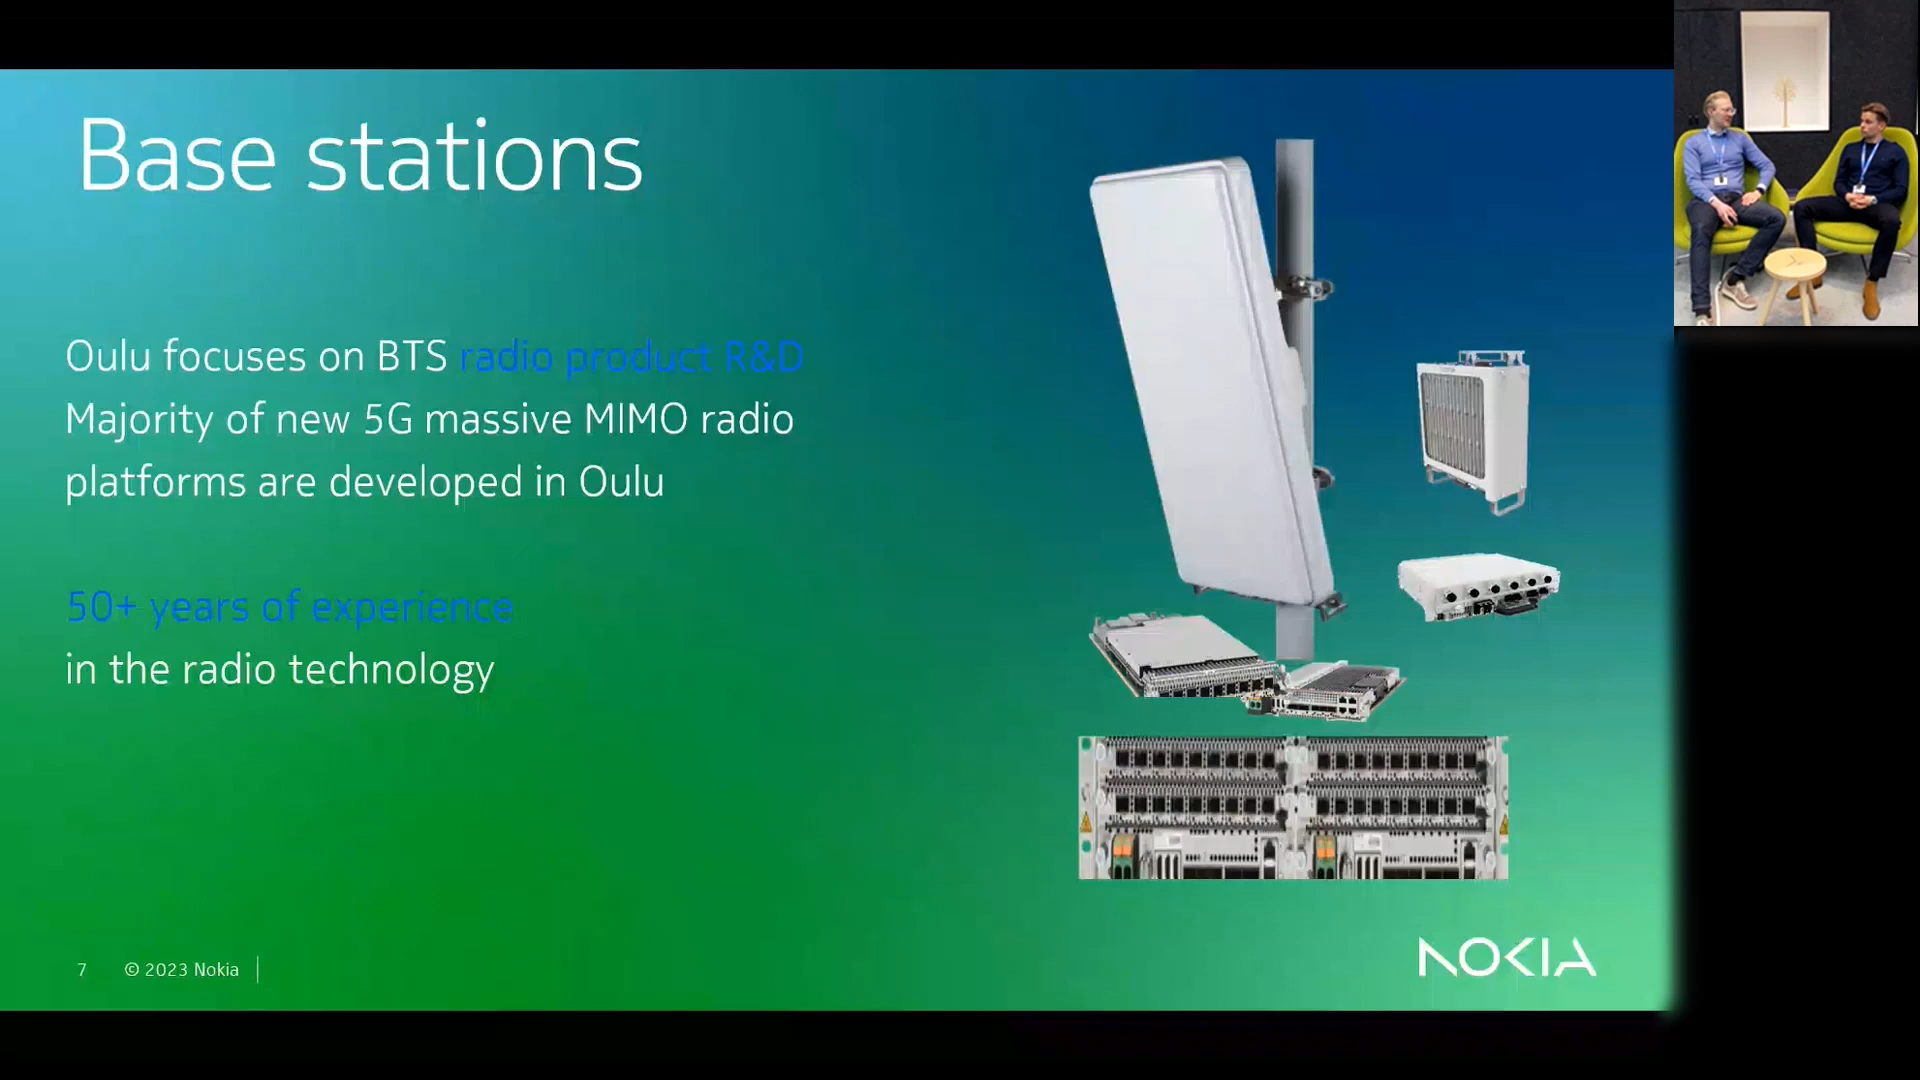 Base stations
Oulu focuses on BTS radio product R&D
Majority of new 5G massive MIMO radio
platforms are developed in Oulu
50+ years of experience
in the radio technology
7
© 2023 Nokia
NOKIA